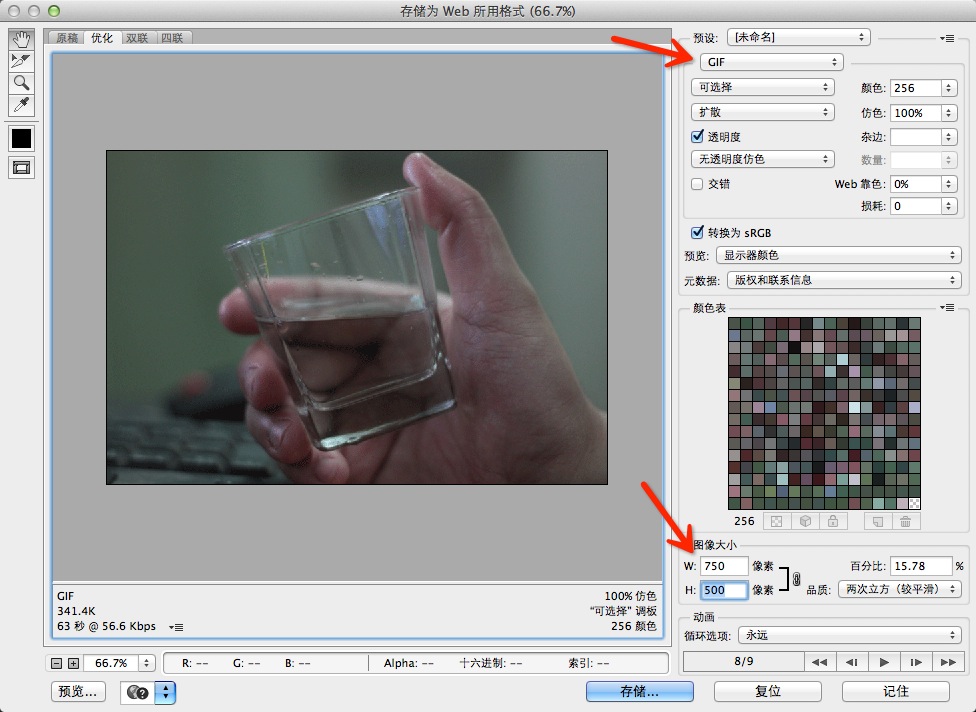 存储为 Web 所用格式 (66.7%)
原稿 优化 双联 四联
预设: [未命名]
GIF
可选择 颜色: 256
扩散 仿色: 100%
透明度 杂边:
无透明度仿色 数量:
交错 Web 靠色: 0%
损耗: 0
转换为 sRGB
预览: 显示器颜色
元数据: 版权和联系信息
颜色表
256
图像大小
W: 750 像素 百分比: 15.78 %
H: 500 像素 品质: 两次立方（较平滑）
GIF 100% 仿色
341.4K “可选择” 调板
63 秒 @ 56.6 Kbps 256 颜色
动画
循环选项: 永远
8/9
66.7% R: -- G: -- B: -- Alpha: -- 十六进制: -- 索引: --
预览... 存储... 复位 记住